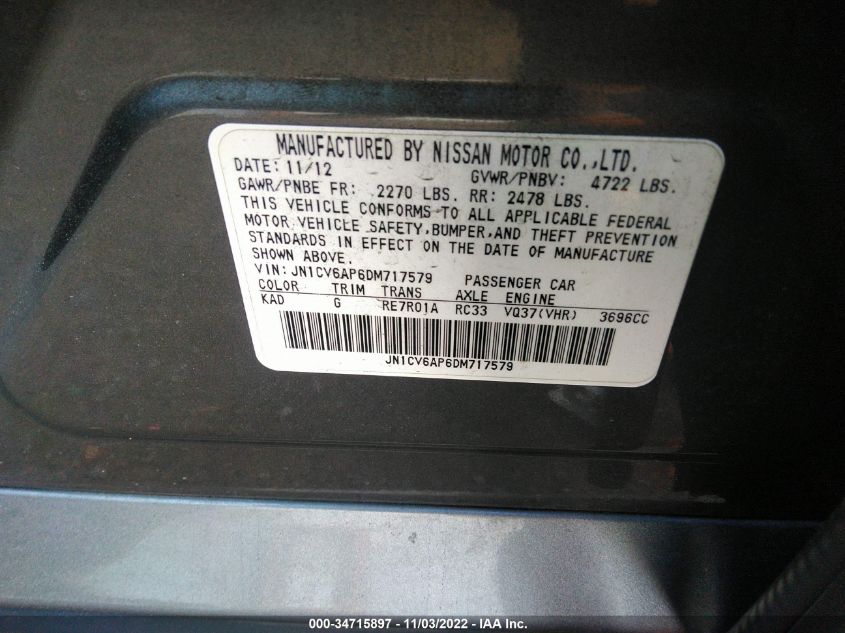 MANUFACTURED BY NISSAN MOTOR CO.,LTD.
DATE: 11/12 GVWR/PNBV: 4722 LBS.
GAWR/PNBE FR: 2270 LBS. RR: 2478 LBS.
THIS VEHICLE CONFORMS TO ALL APPLICABLE FEDERAL
MOTOR VEHICLE SAFETY,BUMPER,AND THEFT PREVENTION
STANDARDS IN EFFECT ON THE DATE OF MANUFACTURE
SHOWN ABOVE.
VIN: JN1CV6AP6DM717579 PASSENGER CAR
COLOR TRIM TRANS AXLE ENGINE
KAD G RE7R01A RC33 VQ37(VHR) 3696CC
JN1CV6AP6DM717579
000-34715897 - 11/03/2022 - IAA Inc.